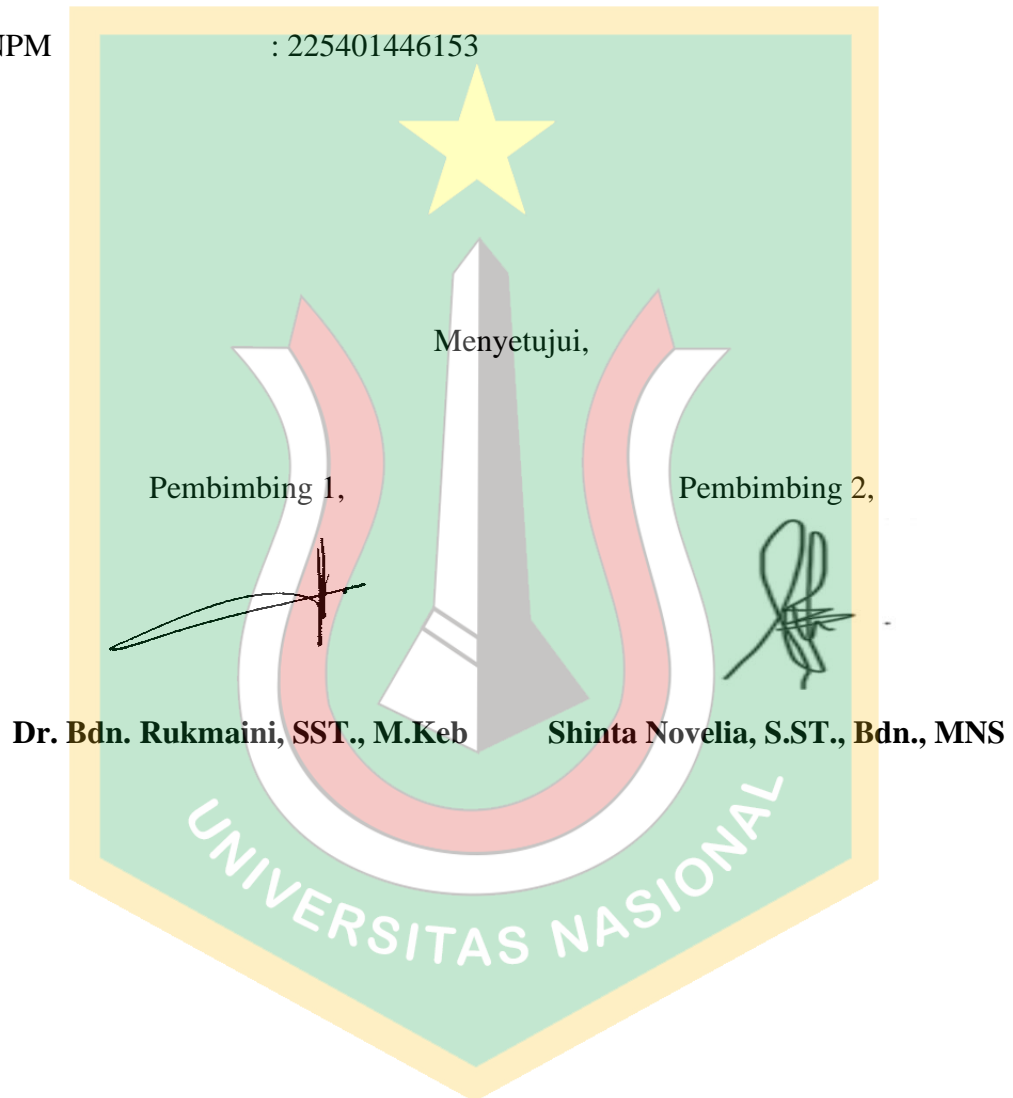 NPM : 225401446153
Menyetujui,
Pembimbing 1, Pembimbing 2,
Dr. Bdn. Rukmaini, SST., M.Keb Shinta Novelia, S.ST., Bdn., MNS
UNIVERSITAS NASIONAL